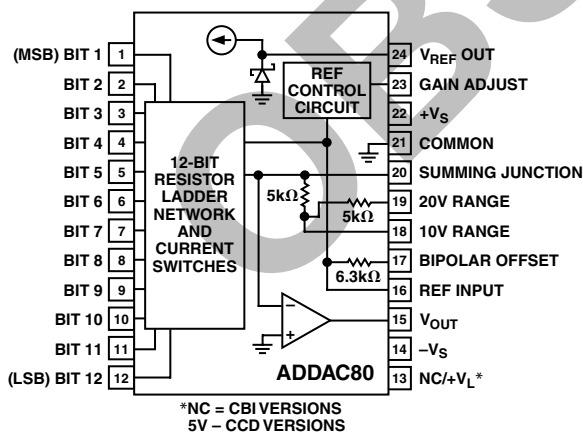 (MSB) BIT 1 1
BIT 2 2
BIT 3 3
BIT 4 4
BIT 5 5
BIT 6 6
BIT 7 7
BIT 8 8
BIT 9 9
BIT 10 10
BIT 11 11
(LSB) BIT 12 12
12-BIT
RESISTOR
LADDER
NETWORK
AND
CURRENT
SWITCHES
REF
CONTROL
CIRCUIT
5kΩ
5kΩ
6.3kΩ
–
+
ADDAC80
24 VREF OUT
23 GAIN ADJUST
22 +VS
21 COMMON
20 SUMMING JUNCTION
19 20V RANGE
18 10V RANGE
17 BIPOLAR OFFSET
16 REF INPUT
15 VOUT
14 –VS
13 NC/+VL*
*NC = CBI VERSIONS
5V – CCD VERSIONS
OB